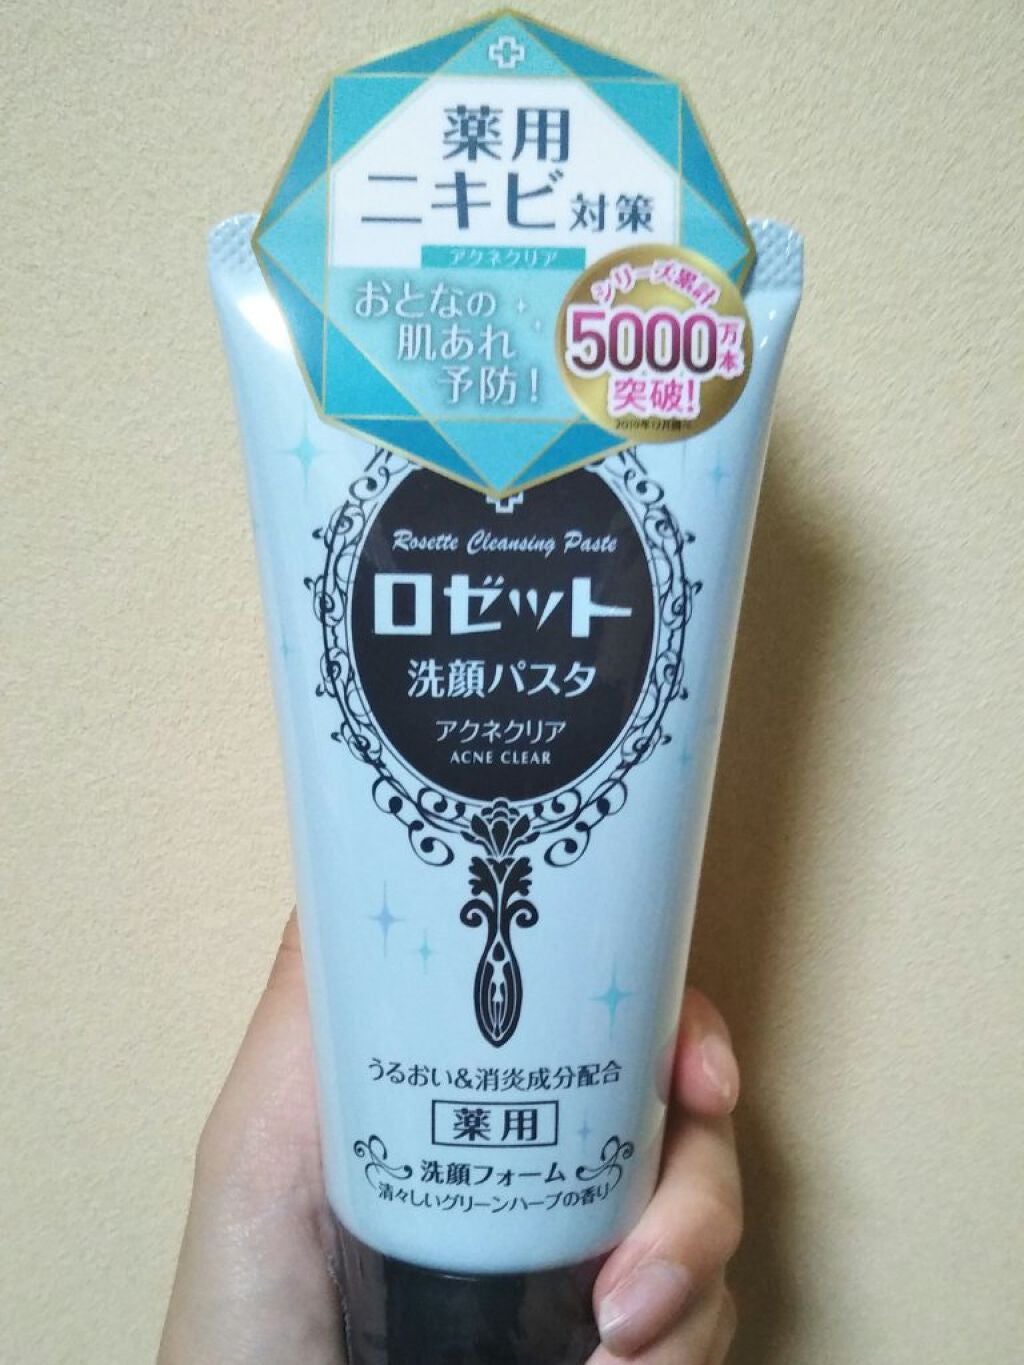 薬用
ニキビ対策
アクネクリア
おとなの
肌あれ
予防!
シリーズ累計
5000万本
突破!
Rosette Cleansing Paste
ロゼット
洗顔パスタ
アクネクリア
ACNE CLEAR
うるおい&消炎成分配合
薬用
洗顔フォーム
清々しいグリーンハーブの香り